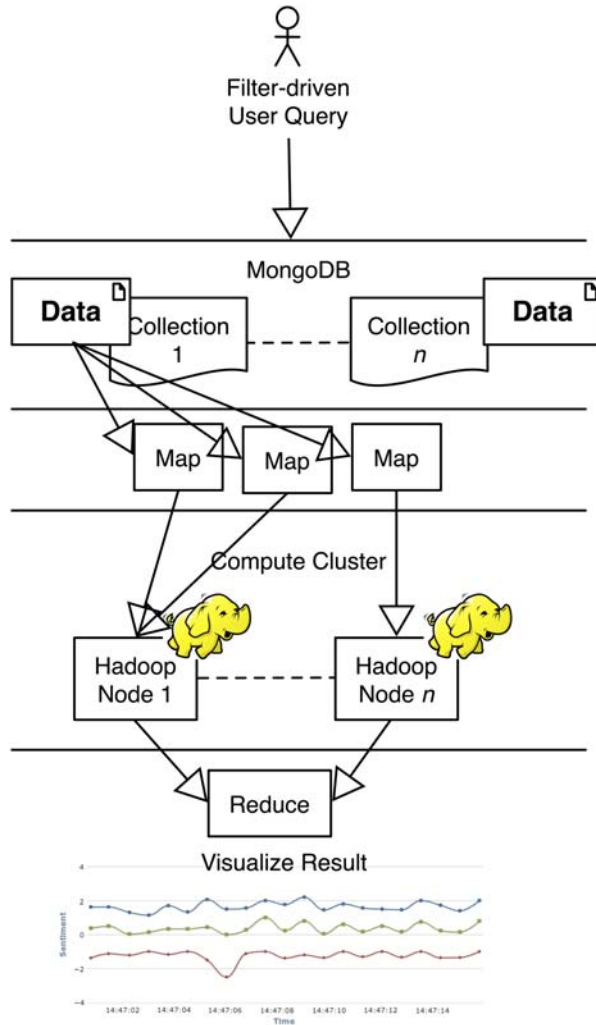 Filter-driven
User Query
MongoDB
Data
Collection
1
Collection
n
Data
Map
Map
Map
Compute Cluster
Hadoop
Node 1
Hadoop
Node n
Reduce
Visualize Result
4
2
0
−2
−4
Sentiment
14:47:02 14:47:04 14:47:06 14:47:08 14:47:10 14:47:12 14:47:14
Time